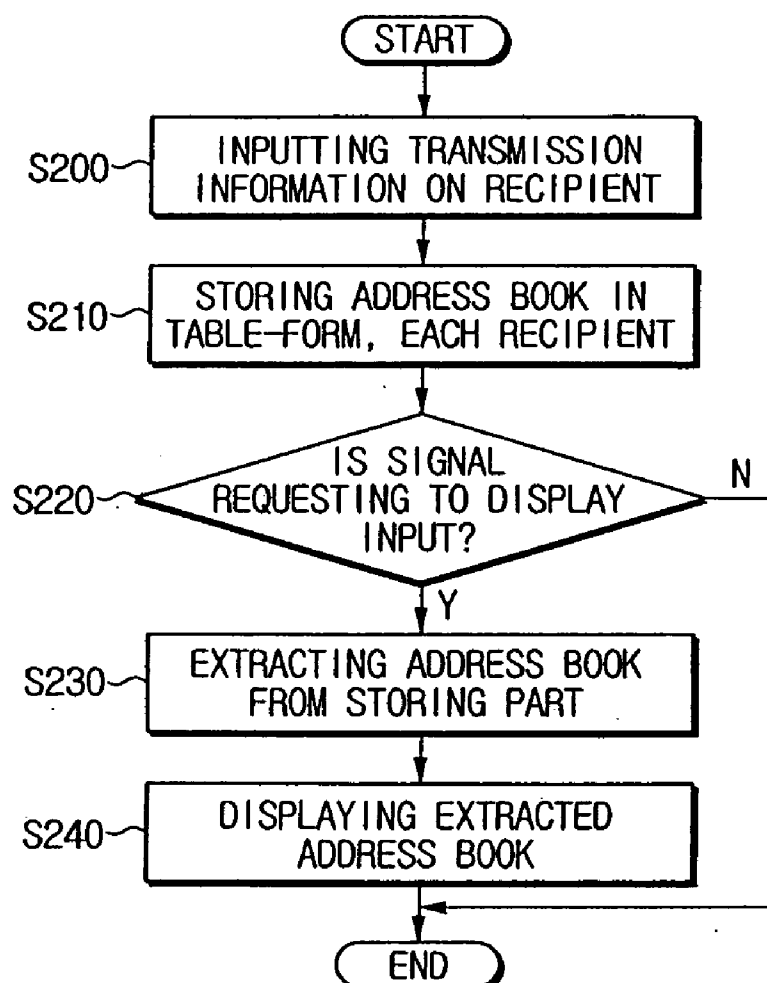 START
S200
INPUTTING TRANSMISSION
INFORMATION ON RECIPIENT
S210
STORING ADDRESS BOOK IN
TABLE-FORM, EACH RECIPIENT
S220
IS SIGNAL
REQUESTING TO DISPLAY
INPUT?
N
Y
S230
EXTRACTING ADDRESS BOOK
FROM STORING PART
S240
DISPLAYING EXTRACTED
ADDRESS BOOK
END